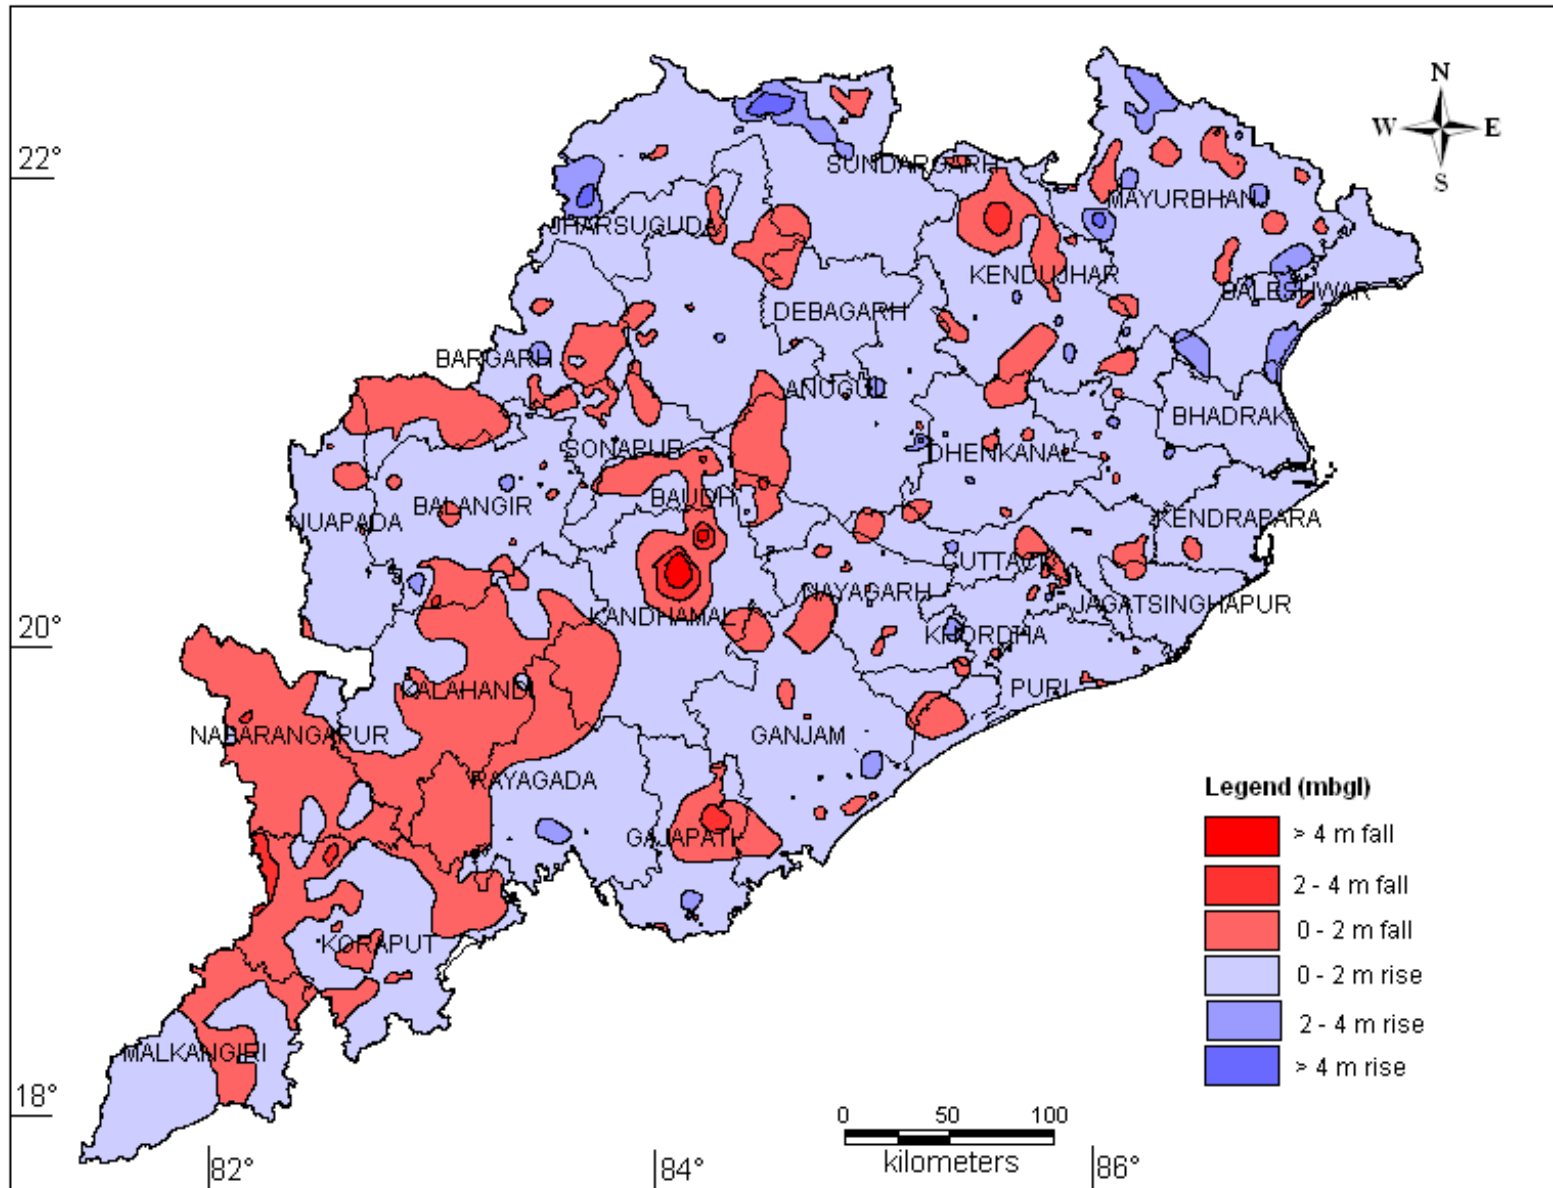 N
W E
S
22°
SUNDARGARH
MAYURBHANJ
JHARSUGUDA
KENDUJHAR
BALESHWAR
DEBAGARH
BARGARH
ANUGUL
BHADRAK
SONAPUR
DHENKANAL
BAUDH
BALANGIR
NUAPADA
KENDRAPARA
CUTTACK
NAYAGARH
JAGATSINGHAPUR
KANDHAMAL
KHORDHA
20°
KALAHANDI
PURI
NABARANGAPUR
GANJAM
RAYAGADA
GAJAPATI
KORAPUT
MALKANGIRI
Legend (mbgl)
> 4 m fall
2 - 4 m fall
0 - 2 m fall
0 - 2 m rise
2 - 4 m rise
> 4 m rise
18°
0 50 100
kilometers
82° 84° 86°